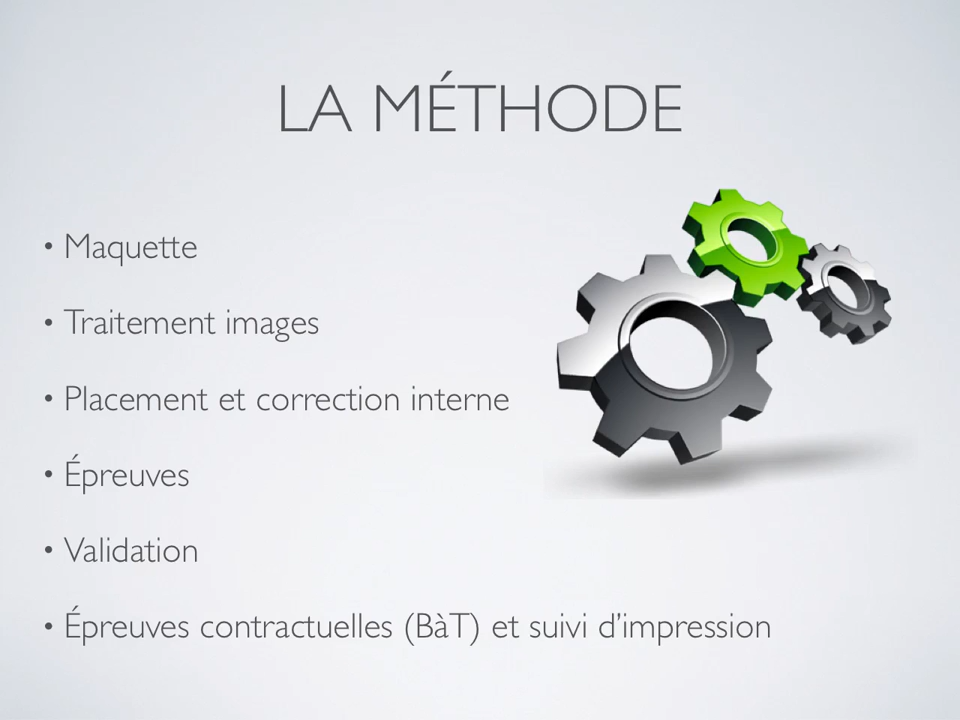 LA MÉTHODE
• Maquette
• Traitement images
• Placement et correction interne
• Épreuves
• Validation
• Épreuves contractuelles (BàT) et suivi d’impression